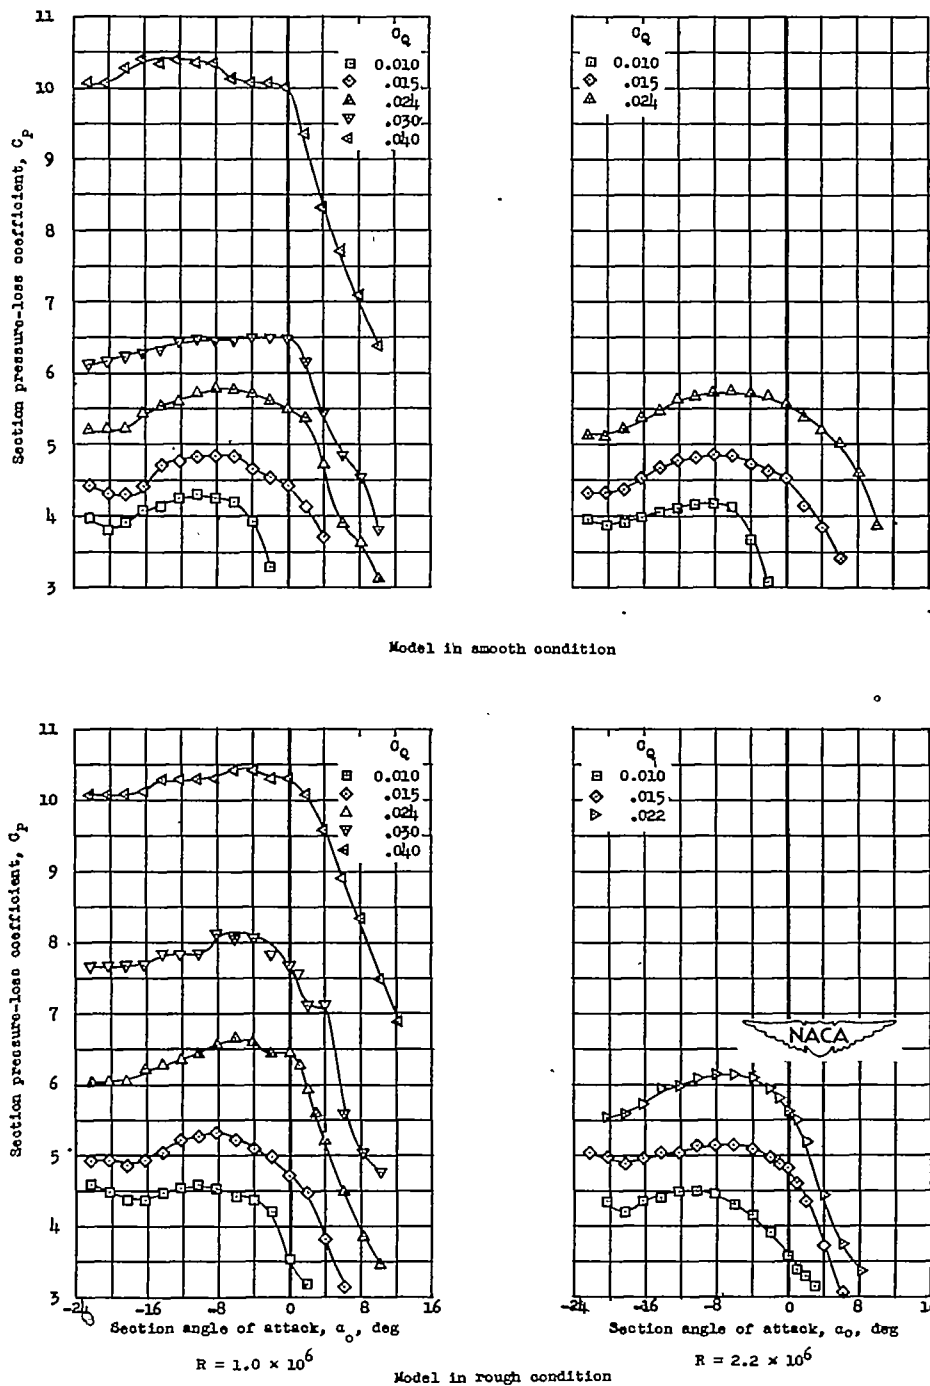 11
10
9
8
7
6
5
4
3
Section pressure-loss coefficient, C_p
C_Q
0.010
.015
.024
.030
.040
C_Q
0.010
.015
.024
Model in smooth condition
11
10
9
8
7
6
5
4
3
Section pressure-loss coefficient, C_p
C_Q
0.010
.015
.024
.030
.040
C_Q
0.010
.015
.022
NACA
-24 -16 -8 0 8 16
-24 -16 -8 0 8 16
Section angle of attack, α_o, deg
Section angle of attack, α_o, deg
R = 1.0 × 10^6
R = 2.2 × 10^6
Model in rough condition